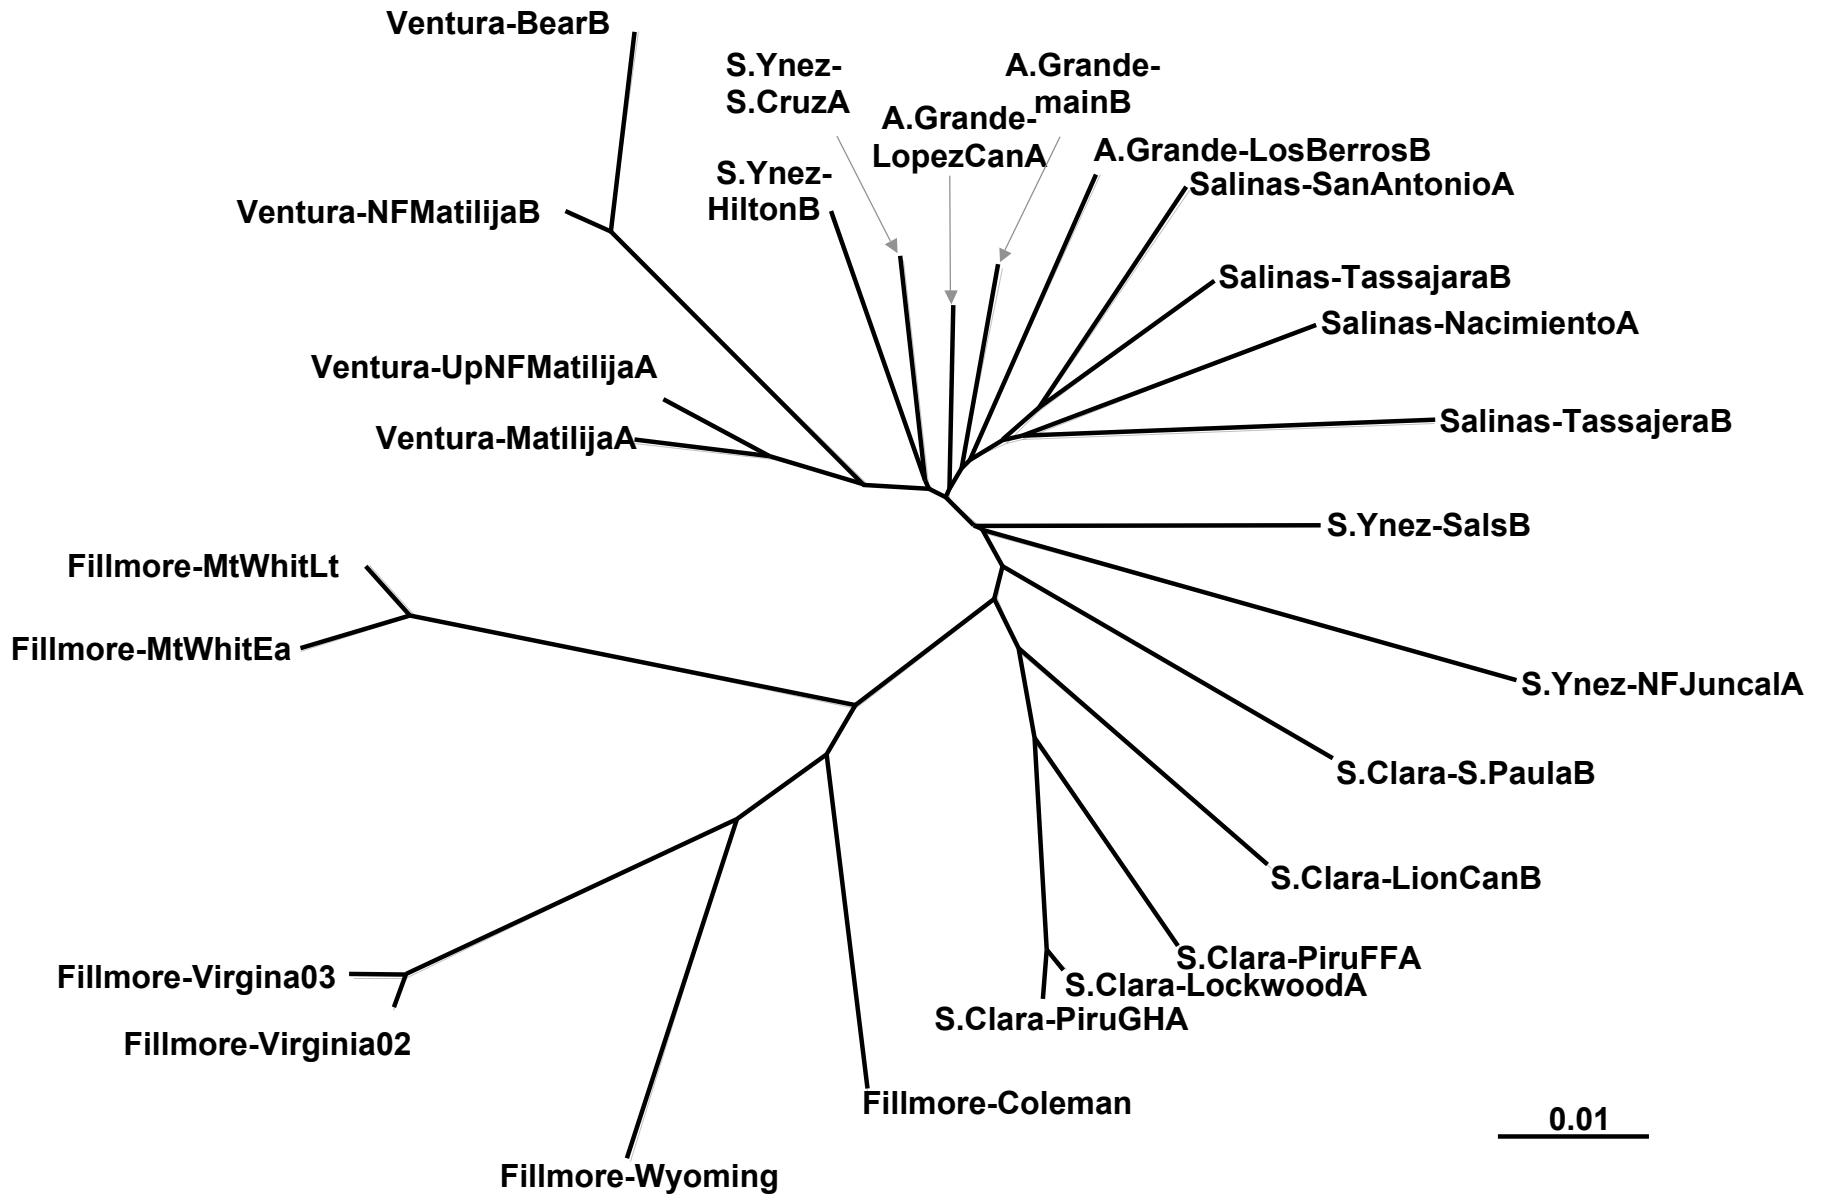 Ventura-BearB
S.Ynez-
S.CruzA
A.Grande-
mainB
A.Grande-
LopezCanA
A.Grande-LosBerrosB
S.Ynez-
HiltonB
Salinas-SanAntonioA
Ventura-NFMatilijaB
Salinas-TassajaraB
Salinas-NacimientoA
Ventura-UpNFMatilijaA
Salinas-TassajeraB
Ventura-MatilijaA
S.Ynez-SalsB
Fillmore-MtWhitLt
Fillmore-MtWhitEa
S.Ynez-NFJuncalA
S.Clara-S.PaulaB
S.Clara-LionCanB
S.Clara-PiruFFA
Fillmore-Virgina03
S.Clara-LockwoodA
S.Clara-PiruGHA
Fillmore-Virginia02
Fillmore-Coleman
0.01
Fillmore-Wyoming